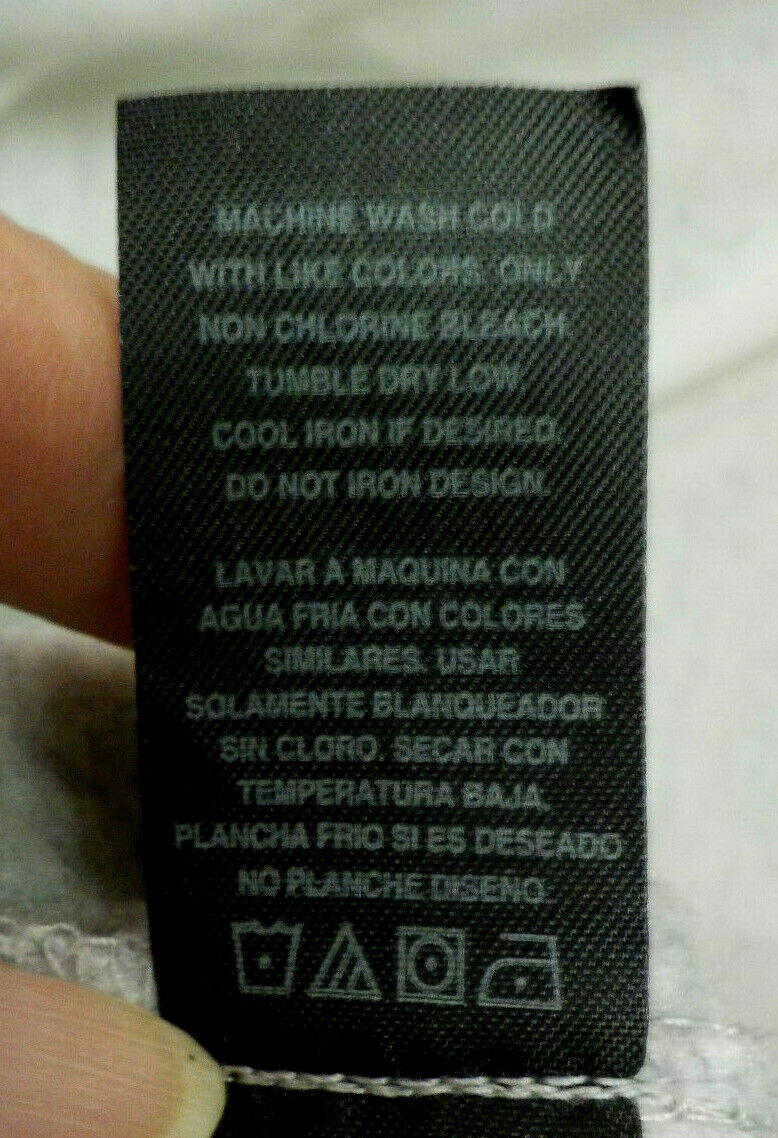 MACHINE WASH COLD
WITH LIKE COLORS. ONLY
NON CHLORINE BLEACH
TUMBLE DRY LOW.
COOL IRON IF DESIRED.
DO NOT IRON DESIGN.
LAVAR A MAQUINA CON
AGUA FRIA CON COLORES
SIMILARES. USAR
SOLAMENTE BLANQUEADOR
SIN CLORO. SECAR CON
TEMPERATURA BAJA.
PLANCHA FRIO SI ES DESEADO
NO PLANCHE DISENO.